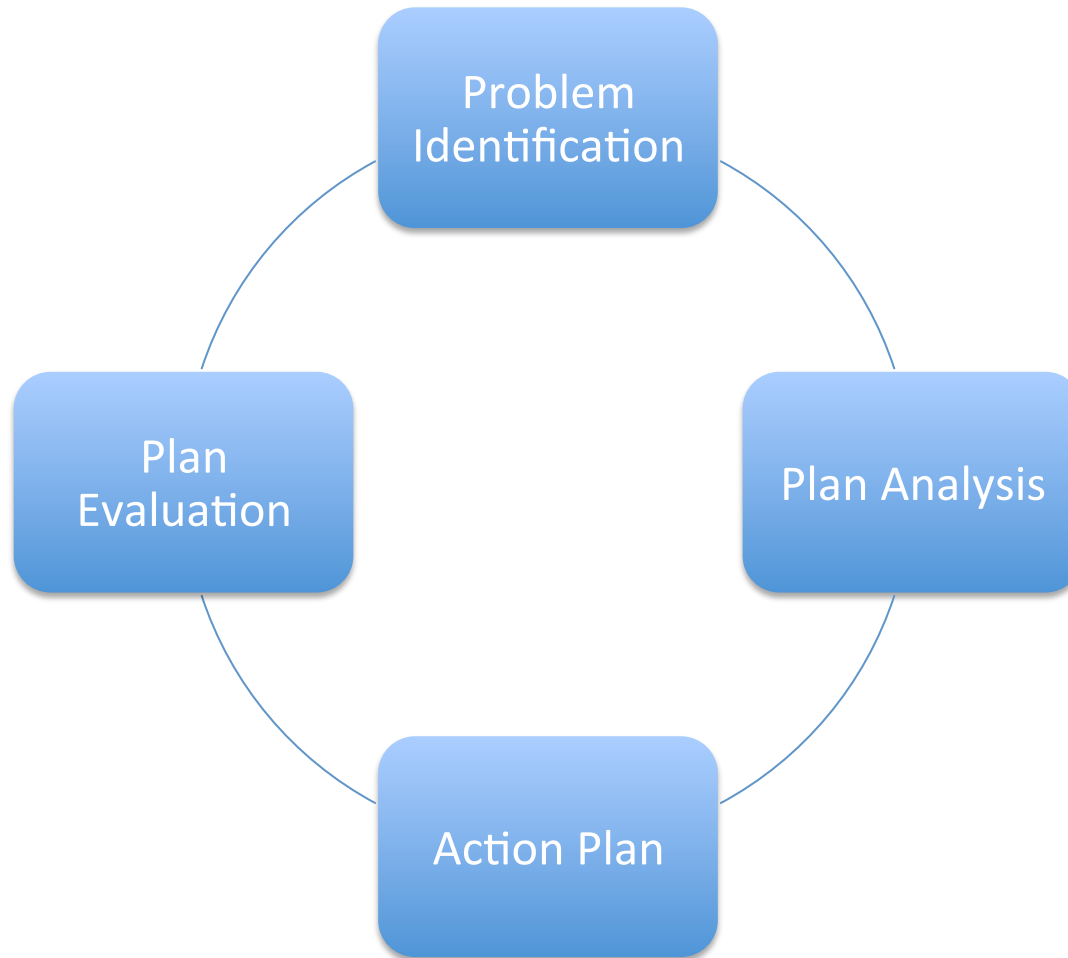 Problem
Identification
Plan Analysis
Action Plan
Plan
Evaluation